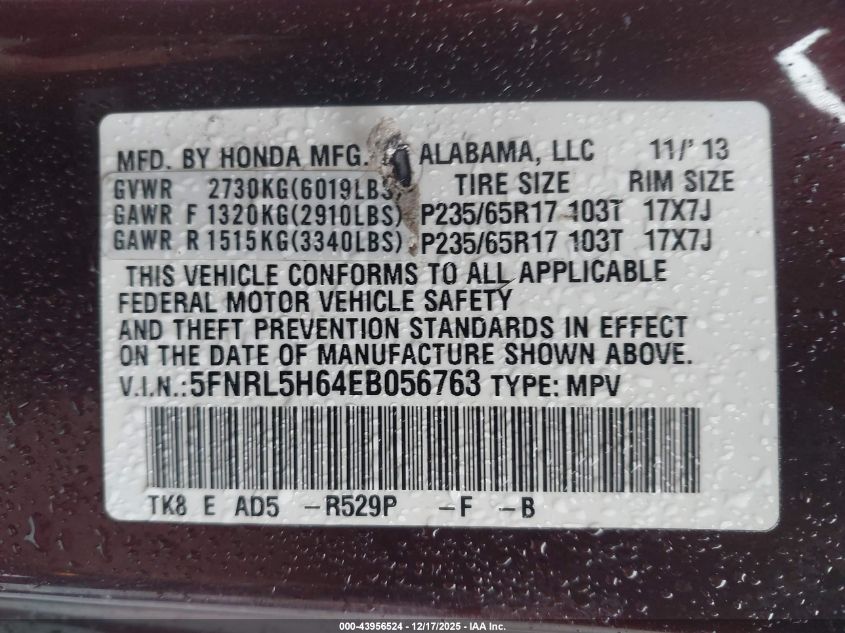 MFD. BY HONDA MFG. ALABAMA, LLC 11/'13
GVWR 2730KG(6019LBS) TIRE SIZE RIM SIZE
GAWR F 1320KG(2910LBS) P235/65R17 103T 17X7J
GAWR R 1515KG(3340LBS) P235/65R17 103T 17X7J
THIS VEHICLE CONFORMS TO ALL APPLICABLE
FEDERAL MOTOR VEHICLE SAFETY
AND THEFT PREVENTION STANDARDS IN EFFECT
ON THE DATE OF MANUFACTURE SHOWN ABOVE.
V.I.N.:5FNRL5H64EB056763 TYPE: MPV
TK8 E AD5 -R529P -F -B
000-43956524 – 12/17/2025 – IAA Inc.